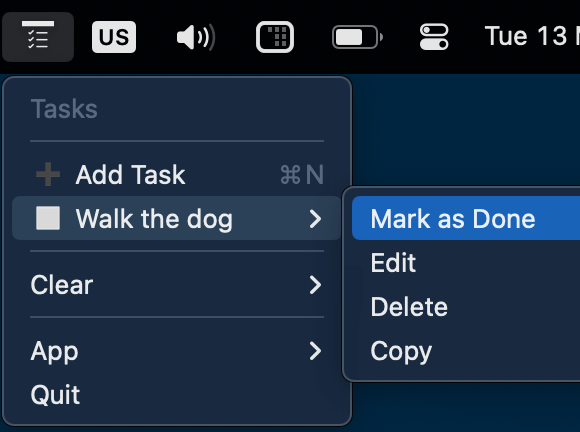 US
Tue 13
Tasks
Add Task ⌘N
Walk the dog
Mark as Done
Edit
Delete
Copy
Clear
App
Quit